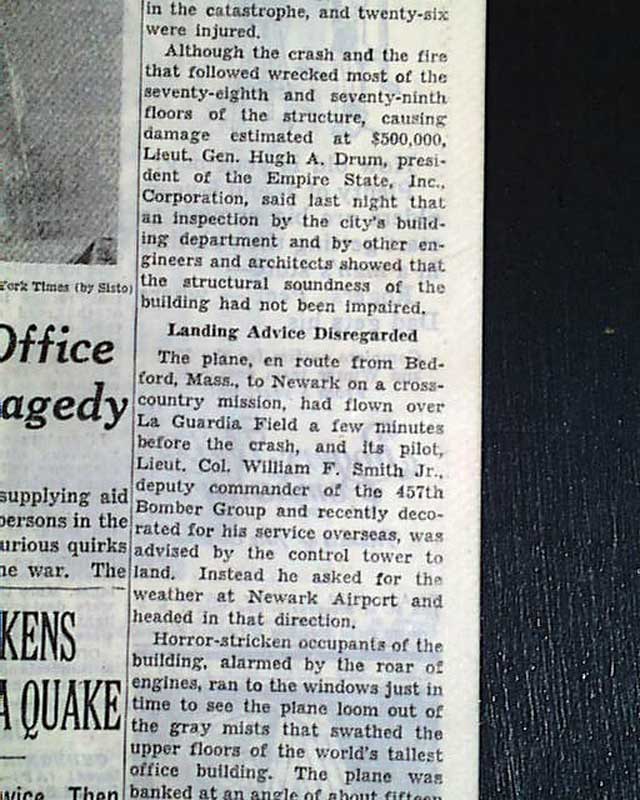 in the catastrophe, and twenty-six
were injured.
Although the crash and the fire
that followed wrecked most of the
seventy-eighth and seventy-ninth
floors of the structure, causing
damage estimated at $500,000,
Lieut. Gen. Hugh A. Drum, presi-
dent of the Empire State, Inc.,
Corporation, said last night that
an inspection by the city's build-
ing department and by other en-
gineers and architects showed that
the structural soundness of the
building had not been impaired.
Landing Advice Disregarded
The plane, en route from Bed-
ford, Mass., to Newark on a cross-
country mission, had flown over
La Guardia Field a few minutes
before the crash, and its pilot,
Lieut. Col. William F. Smith Jr.,
deputy commander of the 457th
Bomber Group and recently deco-
rated for his service overseas, was
advised by the control tower to
land. Instead he asked for the
weather at Newark Airport and
headed in that direction.
Horror-stricken occupants of the
building, alarmed by the roar of
engines, ran to the windows just in
time to see the plane loom out of
the gray mists that swathed the
upper floors of the world's tallest
office building. The plane was
banked at an angle of about fifteen
York Times (by Sisto)
Office
agedy
supplying aid
persons in the
urious quirks
he war. The
KENS
A QUAKE
Then